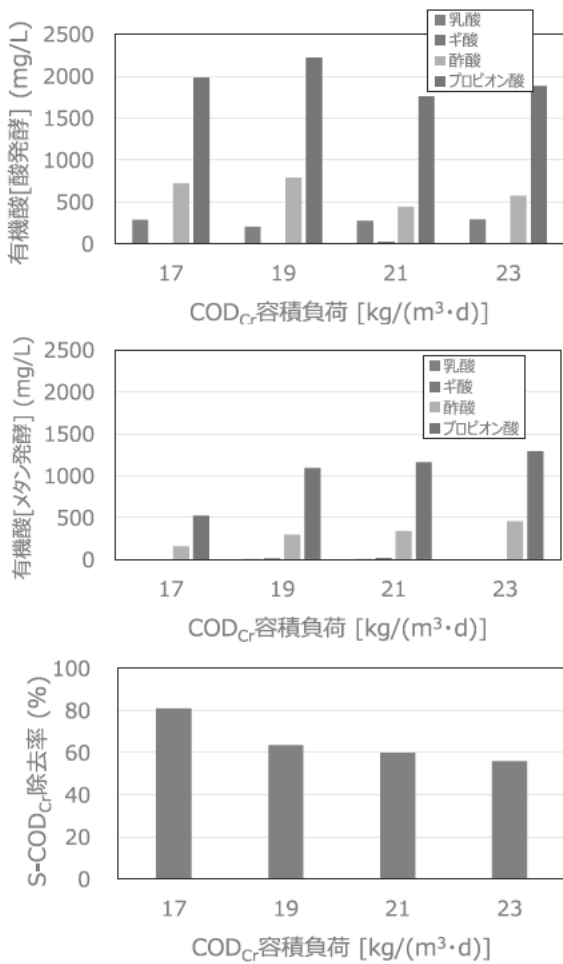 有機酸[酸発酵] (mg/L)
2500
2000
1500
1000
500
0
■乳酸
■ギ酸
■酢酸
■プロピオン酸
17 19 21 23
COD_Cr容積負荷 [kg/(m³・d)]
有機酸[メタン発酵] (mg/L)
2500
2000
1500
1000
500
0
■乳酸
■ギ酸
■酢酸
■プロピオン酸
17 19 21 23
COD_Cr容積負荷 [kg/(m³・d)]
S-COD_Cr除去率 (%)
100
80
60
40
20
0
17 19 21 23
COD_Cr容積負荷 [kg/(m³・d)]